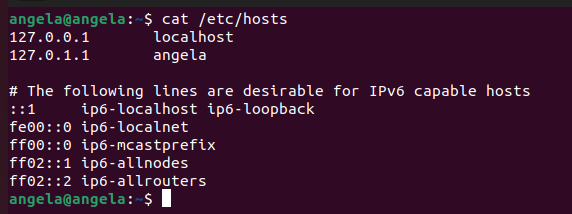 angela@angela:~$ cat /etc/hosts
127.0.0.1 localhost
127.0.1.1 angela
# The following lines are desirable for IPv6 capable hosts
::1 ip6-localhost ip6-loopback
fe00::0 ip6-localnet
ff00::0 ip6-mcastprefix
ff02::1 ip6-allnodes
ff02::2 ip6-allrouters
angela@angela:~$